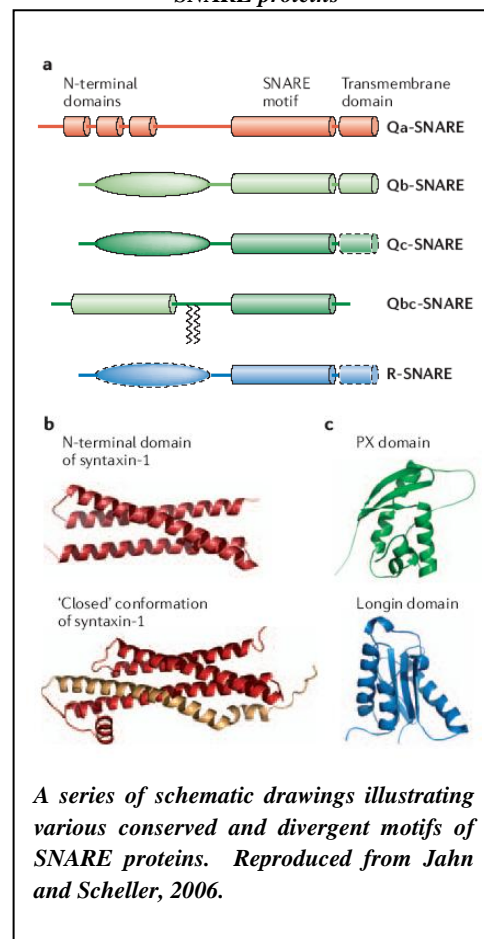 SNARE proteins
a
N-terminal domains
SNARE motif
Transmembrane domain
Qa-SNARE
Qb-SNARE
Qc-SNARE
Qbc-SNARE
R-SNARE
b
N-terminal domain
of syntaxin-1
c
PX domain
'Closed' conformation
of syntaxin-1
Longin domain
A series of schematic drawings illustrating
various conserved and divergent motifs of
SNARE proteins. Reproduced from Jahn
and Scheller, 2006.